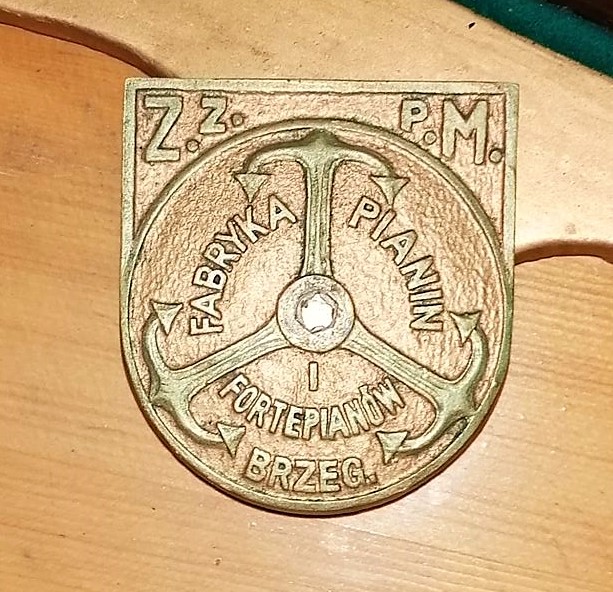 Z.Z. P.M.
FABRYKA
PIANIN
I
FORTEPIANÓW
BRZEG.